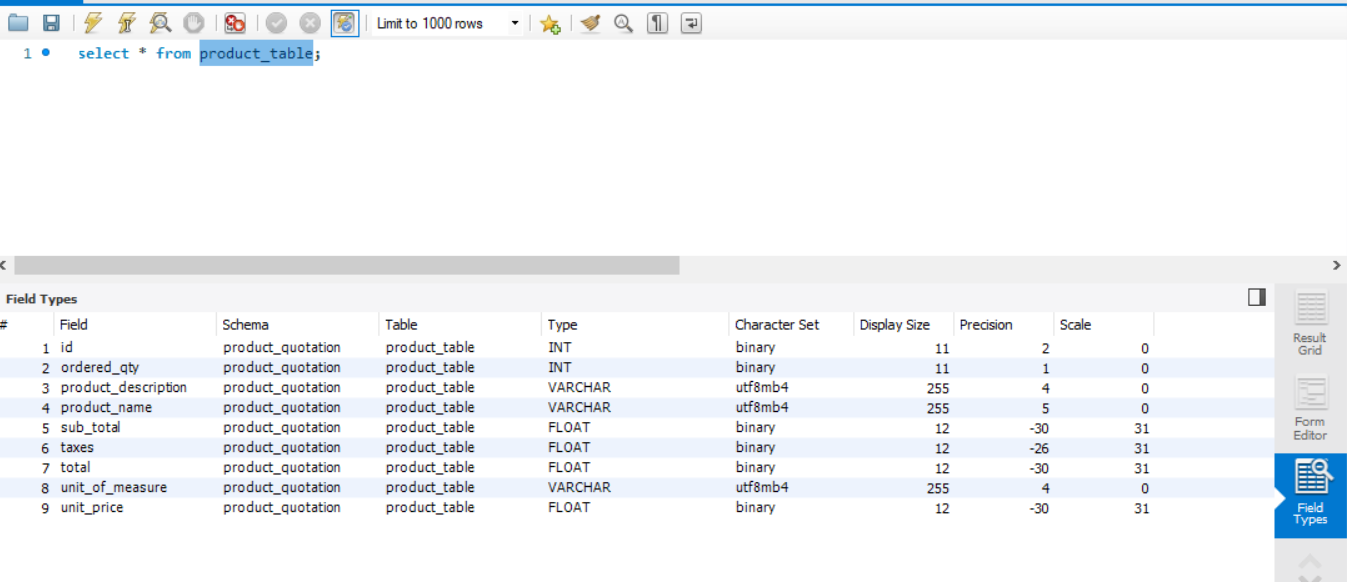 Limit to 1000 rows
1 select * from product_table;
Field Types
# Field Schema Table Type Character Set Display Size Precision Scale
1 id product_quotation product_table INT binary 11 2 0
2 ordered_qty product_quotation product_table INT binary 11 1 0
3 product_description product_quotation product_table VARCHAR utf8mb4 255 4 0
4 product_name product_quotation product_table VARCHAR utf8mb4 255 5 0
5 sub_total product_quotation product_table FLOAT binary 12 -30 31
6 taxes product_quotation product_table FLOAT binary 12 -26 31
7 total product_quotation product_table FLOAT binary 12 -30 31
8 unit_of_measure product_quotation product_table VARCHAR utf8mb4 255 4 0
9 unit_price product_quotation product_table FLOAT binary 12 -30 31
Result
Grid
Form
Editor
Field
Types